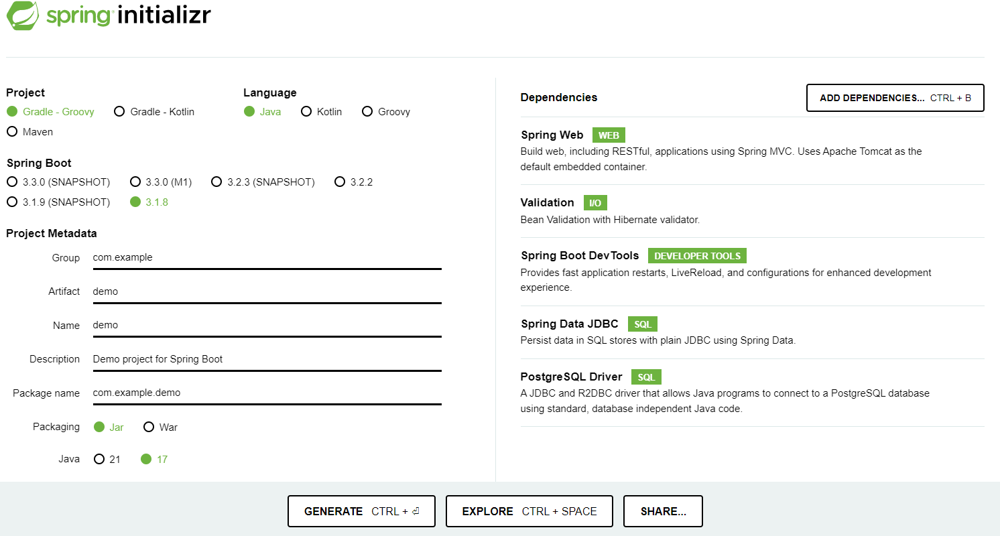 spring initializr
Project
Gradle - Groovy Gradle - Kotlin
Maven
Language
Java Kotlin Groovy
Spring Boot
3.3.0 (SNAPSHOT) 3.3.0 (M1) 3.2.3 (SNAPSHOT) 3.2.2
3.1.9 (SNAPSHOT) 3.1.8
Project Metadata
Group com.example
Artifact demo
Name demo
Description Demo project for Spring Boot
Package name com.example.demo
Packaging Jar War
Java 21 17
Dependencies
ADD DEPENDENCIES... CTRL + B
Spring Web WEB
Build web, including RESTful, applications using Spring MVC. Uses Apache Tomcat as the
default embedded container.
Validation I/O
Bean Validation with Hibernate validator.
Spring Boot DevTools DEVELOPER TOOLS
Provides fast application restarts, LiveReload, and configurations for enhanced development
experience.
Spring Data JDBC SQL
Persist data in SQL stores with plain JDBC using Spring Data.
PostgreSQL Driver SQL
A JDBC and R2DBC driver that allows Java programs to connect to a PostgreSQL database
using standard, database independent Java code.
GENERATE CTRL + ⏎ EXPLORE CTRL + SPACE SHARE...